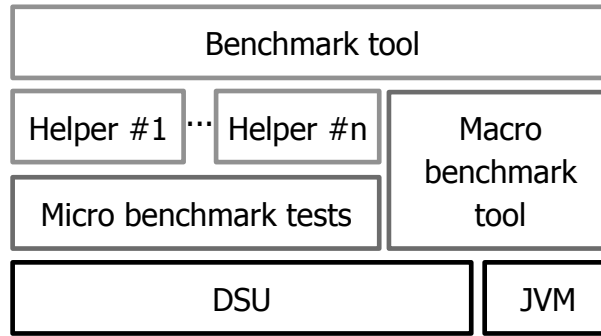 Benchmark tool
Helper #1 ... Helper #n
Macro
benchmark
tool
Micro benchmark tests
DSU
JVM